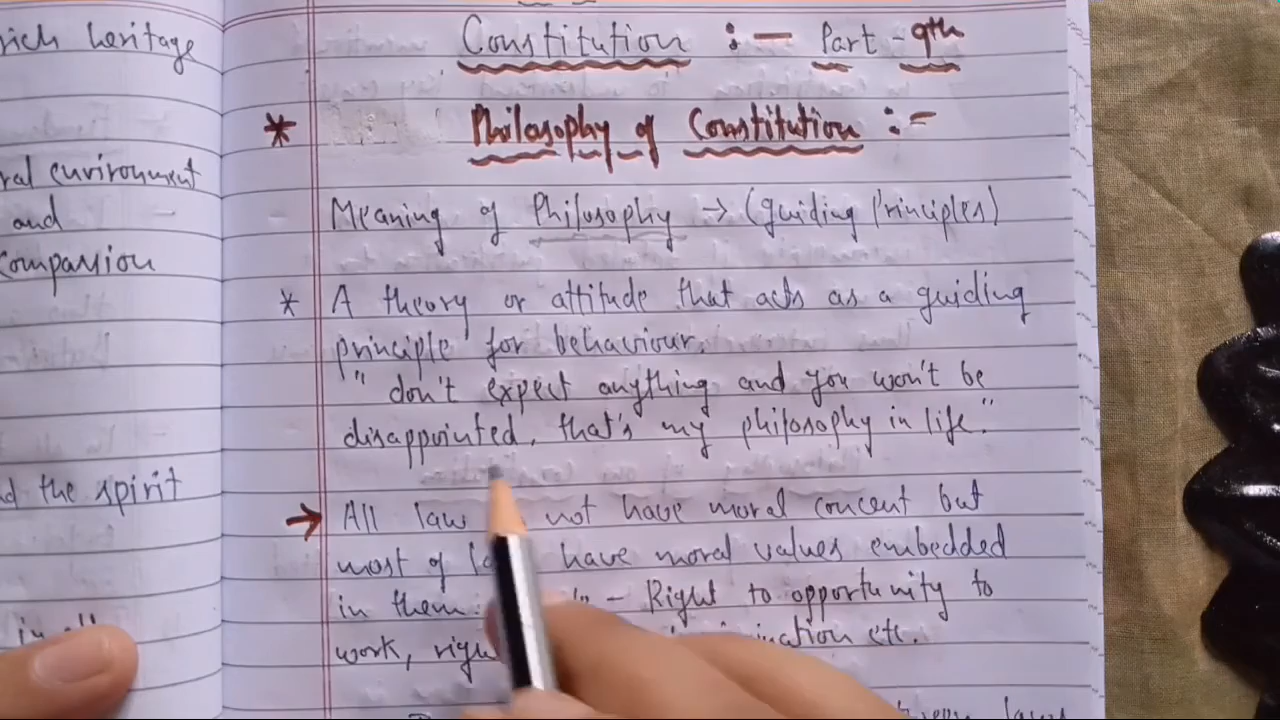 rich heritage
ral environment
and
Compassion
nd the spirit
Constitution :- Part - 9th
* Philosophy of Constitution :-
Meaning of Philosophy → (guiding Principles)
* A theory or attitude that acts as a guiding
principle for behaviour.
" don't expect anything and you won't be
disappointed, that's my philosophy in life."
→ All law not have moral concent but
most of have moral values embedded
in them. - Right to opportunity to
work, etc.